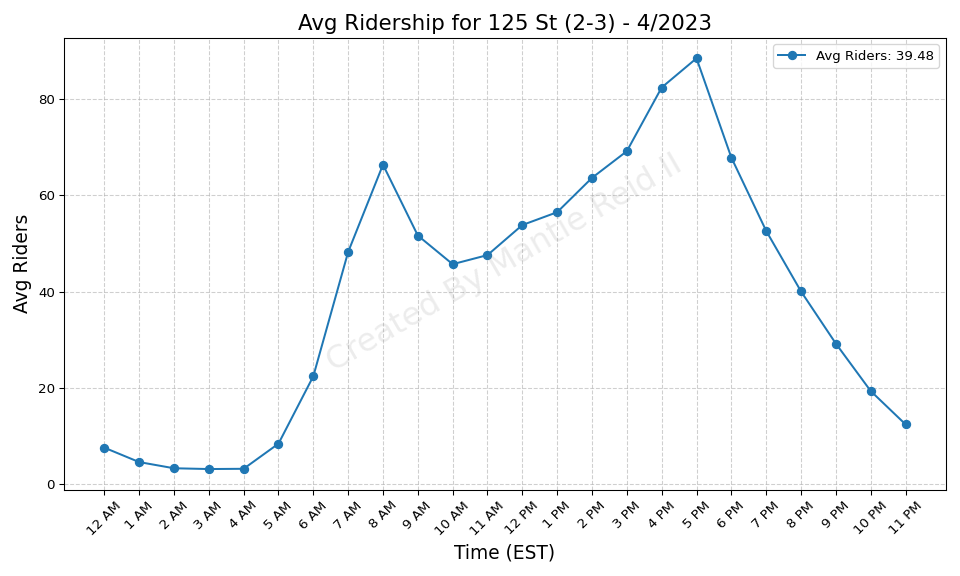 Avg Ridership for 125 St (2-3) - 4/2023
Avg Riders: 39.48
Avg Riders
80
60
40
20
0
Created By Mantie Reid II
12 AM
1 AM
2 AM
3 AM
4 AM
5 AM
6 AM
7 AM
8 AM
9 AM
10 AM
11 AM
12 PM
1 PM
2 PM
3 PM
4 PM
5 PM
6 PM
7 PM
8 PM
9 PM
10 PM
11 PM
Time (EST)